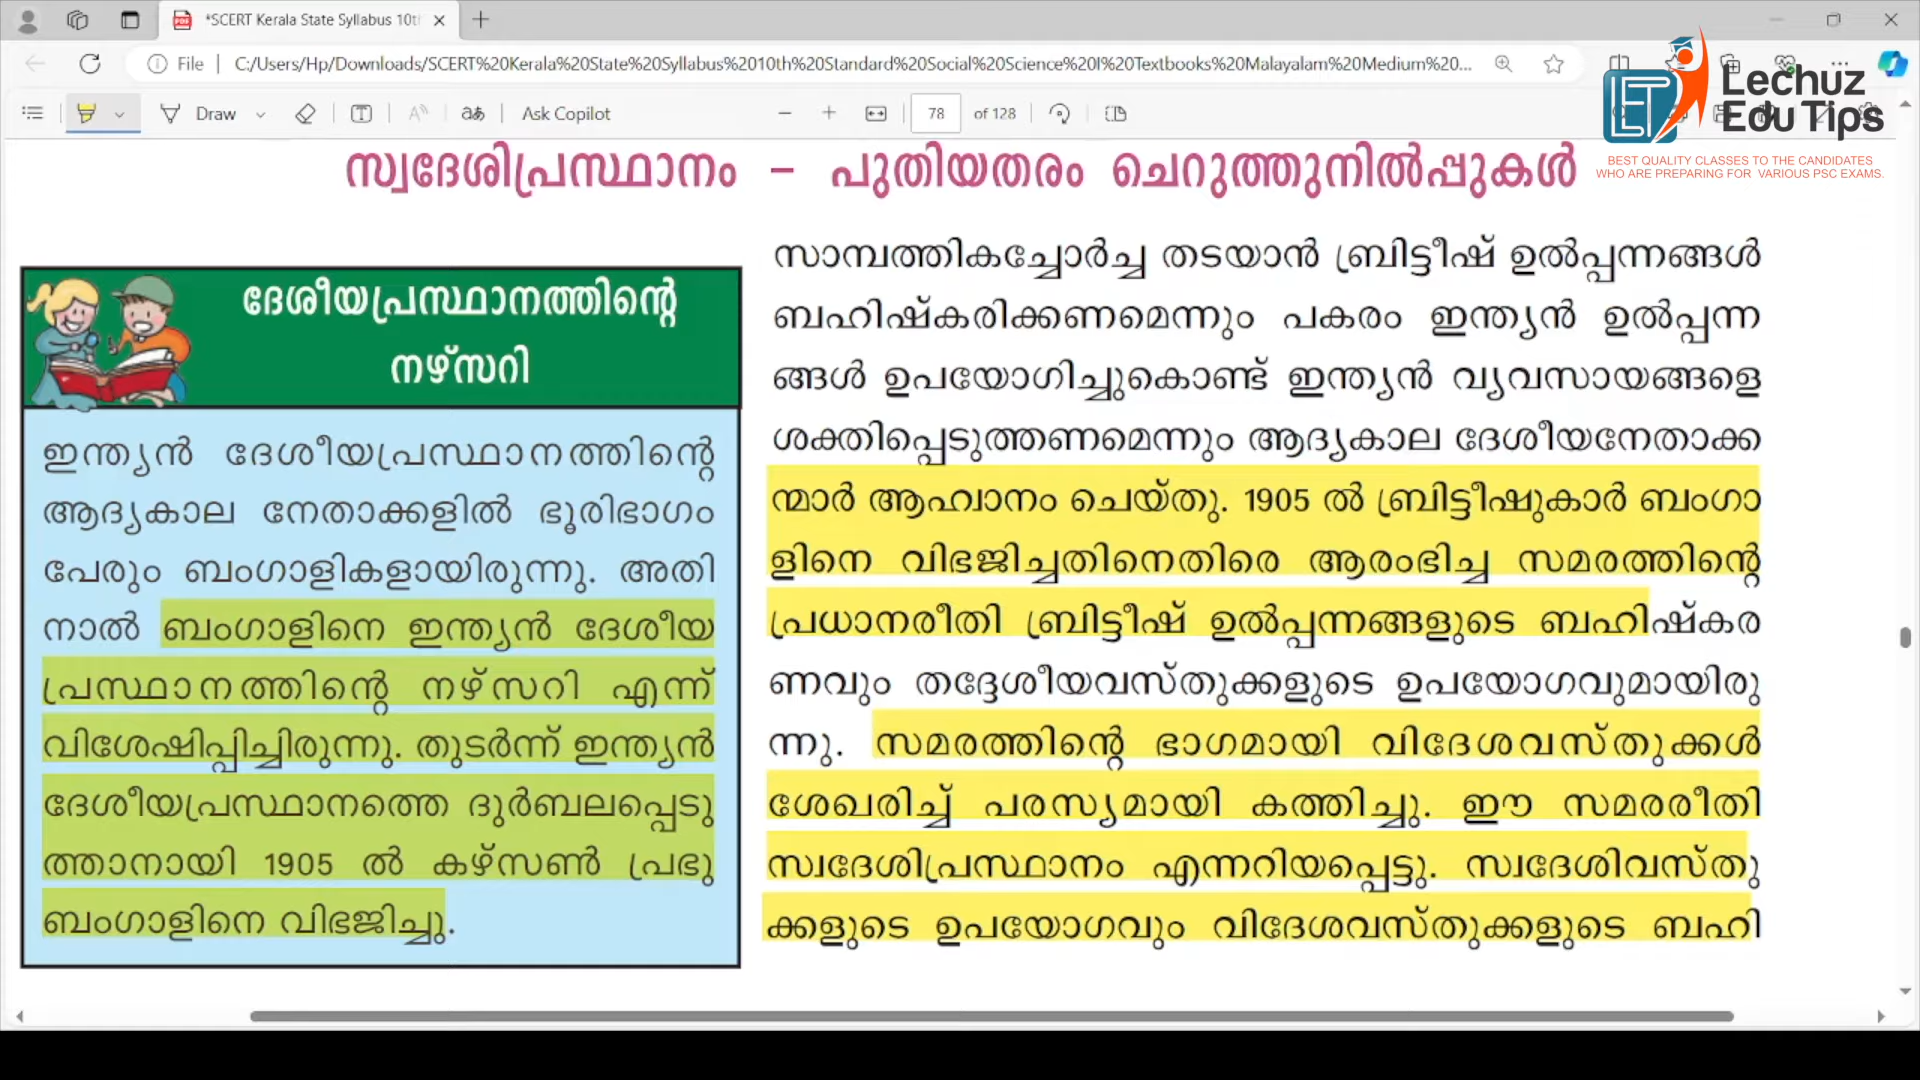 *SCERT Kerala State Syllabus 10th
File
C:/Users/Hp/Downloads/SCERT%20Kerala%20State%20Syllabus%2010th%20Standard%20Social%20Science%20I%20Textbooks%20Malayalam%20Medium%20...
Draw
Ask Copilot
78 of 128
LET
Lechuz
Edu Tips
BEST QUALITY CLASSES TO THE CANDIDATES
WHO ARE PREPARING FOR VARIOUS PSC EXAMS.
സ്വദേശിപ്രസ്ഥാനം – പുതിയതരം ചെറുത്തുനിൽപ്പുകൾ
ദേശീയപ്രസ്ഥാനത്തിന്റെ
നഴ്സറി
ഇന്ത്യൻ ദേശീയപ്രസ്ഥാനത്തിന്റെ
ആദ്യകാല നേതാക്കളിൽ ഭൂരിഭാഗം
പേരും ബംഗാളികളായിരുന്നു. അതി
നാൽ ബംഗാളിനെ ഇന്ത്യൻ ദേശീയ
പ്രസ്ഥാനത്തിന്റെ നഴ്സറി എന്ന്
വിശേഷിപ്പിച്ചിരുന്നു. തുടർന്ന് ഇന്ത്യൻ
ദേശീയപ്രസ്ഥാനത്തെ ദുർബലപ്പെടു
ത്താനായി 1905 ൽ കഴ്സൺ പ്രഭു
ബംഗാളിനെ വിഭജിച്ചു.
സാമ്പത്തികച്ചോർച്ച തടയാൻ ബ്രിട്ടീഷ് ഉൽപ്പന്നങ്ങൾ
ബഹിഷ്കരിക്കണമെന്നും പകരം ഇന്ത്യൻ ഉൽപ്പന്ന
ങ്ങൾ ഉപയോഗിച്ചുകൊണ്ട് ഇന്ത്യൻ വ്യവസായങ്ങളെ
ശക്തിപ്പെടുത്തണമെന്നും ആദ്യകാല ദേശീയനേതാക്ക
ന്മാർ ആഹ്വാനം ചെയ്തു. 1905 ൽ ബ്രിട്ടീഷുകാർ ബംഗാ
ളിനെ വിഭജിച്ചതിനെതിരെ ആരംഭിച്ച സമരത്തിന്റെ
പ്രധാനരീതി ബ്രിട്ടീഷ് ഉൽപ്പന്നങ്ങളുടെ ബഹിഷ്കര
ണവും തദ്ദേശീയവസ്തുക്കളുടെ ഉപയോഗവുമായിരു
ന്നു. സമരത്തിന്റെ ഭാഗമായി വിദേശവസ്തുക്കൾ
ശേഖരിച്ച് പരസ്യമായി കത്തിച്ചു. ഈ സമരരീതി
സ്വദേശിപ്രസ്ഥാനം എന്നറിയപ്പെട്ടു. സ്വദേശിവസ്തു
ക്കളുടെ ഉപയോഗവും വിദേശവസ്തുക്കളുടെ ബഹി